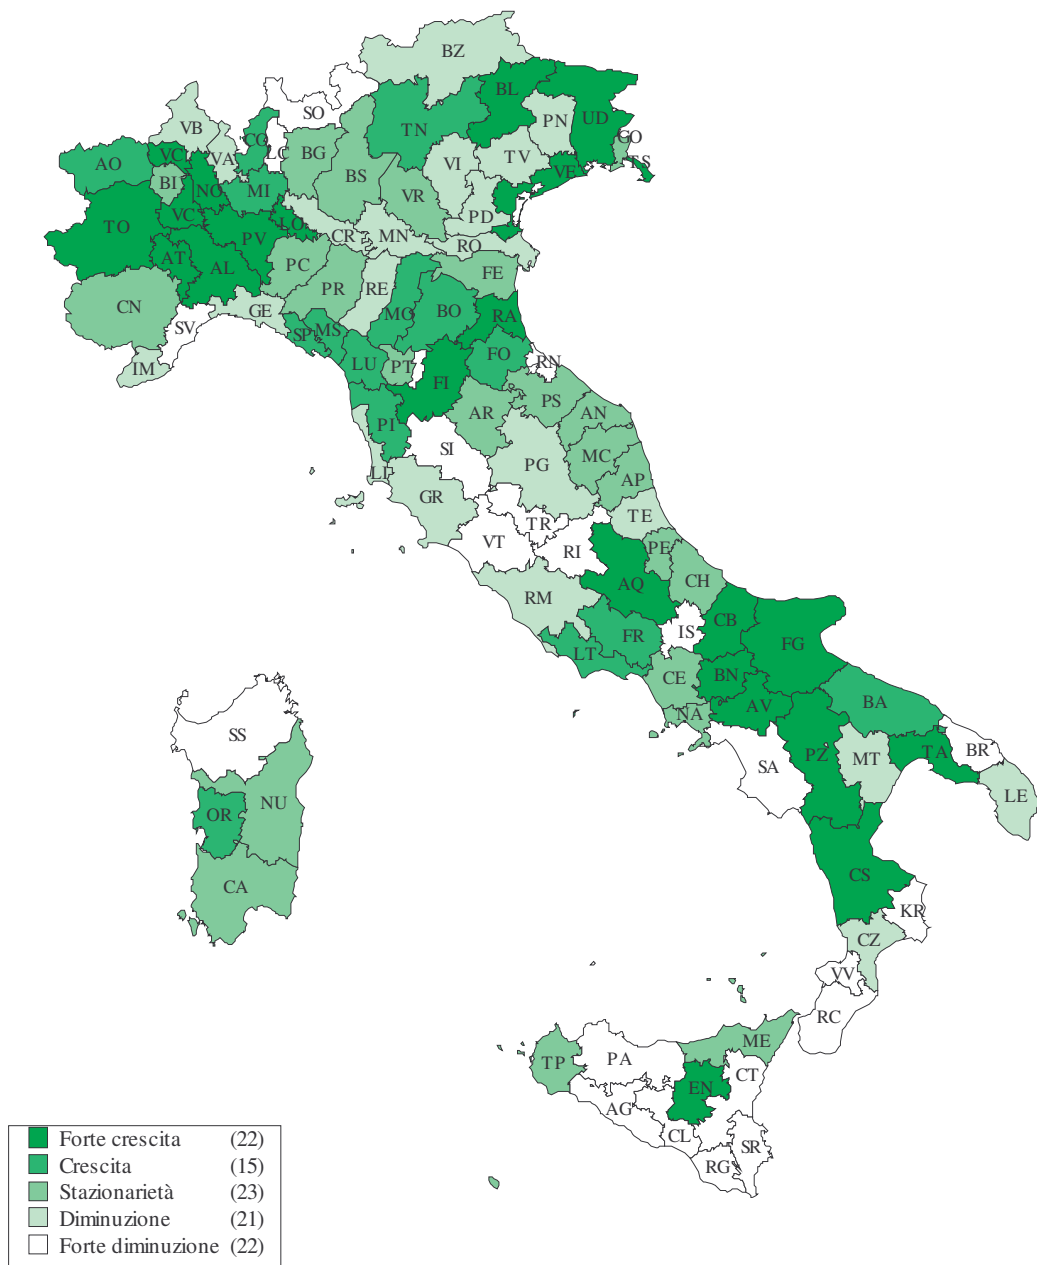 BZ
BL
UD
SO
TN
PN
GO
TS
VB
CO
LC
BG
VI
TV
VE
AO
VC
VA
BS
BI
NO
MI
VR
PD
TO
VC
PV
LO
CR
MN
RO
AT
AL
PC
PR
RE
FE
CN
GE
SV
MO
BO
RA
SP
MS
IM
LU
PT
FI
FO
RN
PI
AR
PS
AN
SI
PG
MC
LI
AP
GR
TE
TR
VT
RI
PE
AQ
CH
RM
IS
CB
FR
FG
LT
CE
BN
NA
AV
BA
SS
PZ
SA
MT
TA
BR
LE
OR
NU
CA
CS
KR
CZ
VV
RC
TP
PA
ME
CT
EN
AG
CL
SR
RG
Forte crescita (22)
Crescita (15)
Stazionarietà (23)
Diminuzione (21)
Forte diminuzione (22)